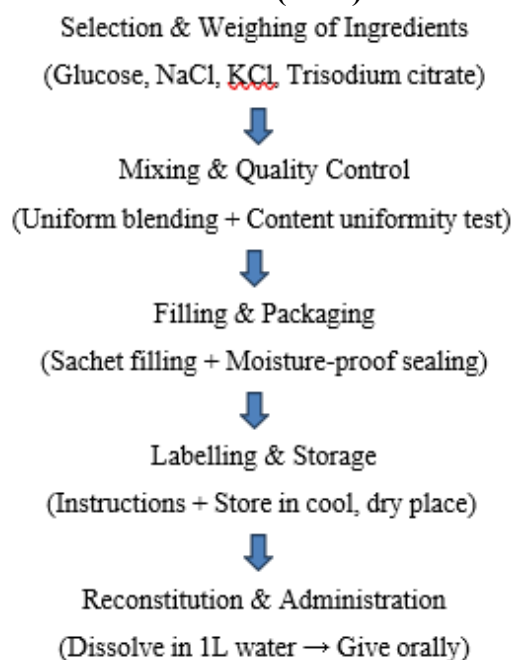 Selection & Weighing of Ingredients
(Glucose, NaCl, KCl, Trisodium citrate)
Mixing & Quality Control
(Uniform blending + Content uniformity test)
Filling & Packaging
(Sachet filling + Moisture-proof sealing)
Labelling & Storage
(Instructions + Store in cool, dry place)
Reconstitution & Administration
(Dissolve in 1L water → Give orally)